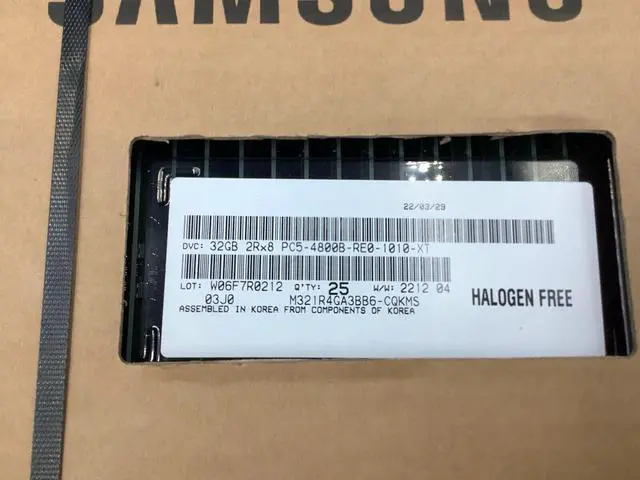 SAMSUNG
22/03/29
DVC: 32GB 2Rx8 PC5-4800B-RE0-1010-XT
LOT: W06F7R0212 Q'TY: 25 W/W: 2212 04
03J0 M321R4GA3BB6-CQKMS
HALOGEN FREE
ASSEMBLED IN KOREA FROM COMPONENTS OF KOREA